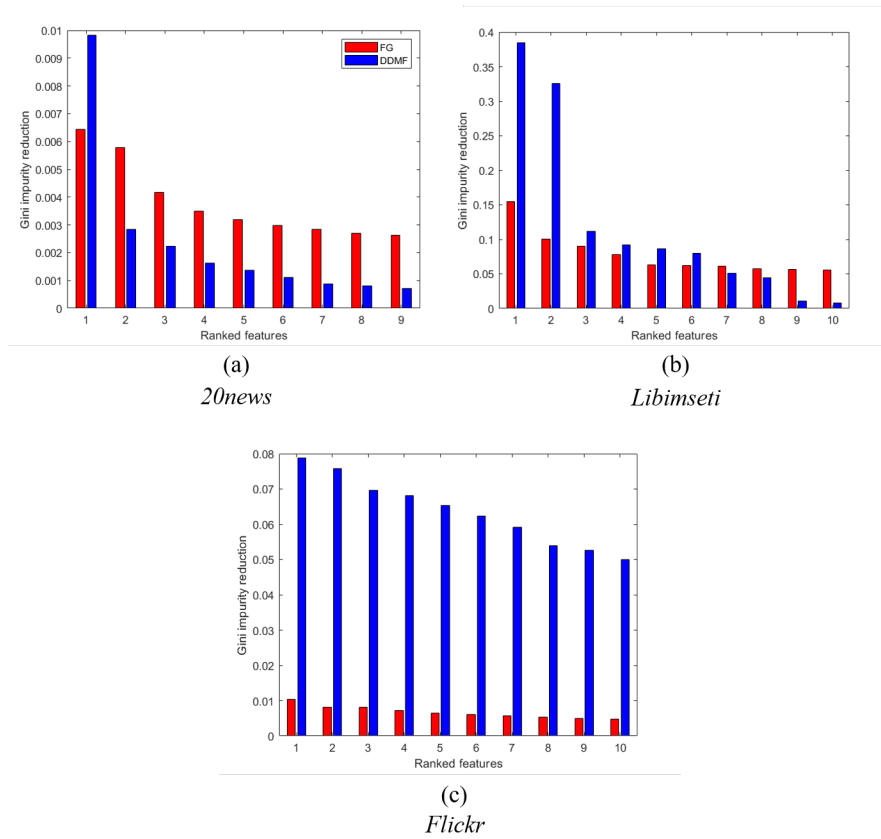 0.01
0.009
0.008
0.007
0.006
0.005
0.004
0.003
0.002
0.001
0
Gini impurity reduction
FG
DDMF
1 2 3 4 5 6 7 8 9
Ranked features
(a)
20news
0.4
0.35
0.3
0.25
0.2
0.15
0.1
0.05
0
Gini impurity reduction
1 2 3 4 5 6 7 8 9 10
Ranked features
(b)
Libimseti
0.08
0.07
0.06
0.05
0.04
0.03
0.02
0.01
0
Gini impurity reduction
1 2 3 4 5 6 7 8 9 10
Ranked features
(c)
Flickr